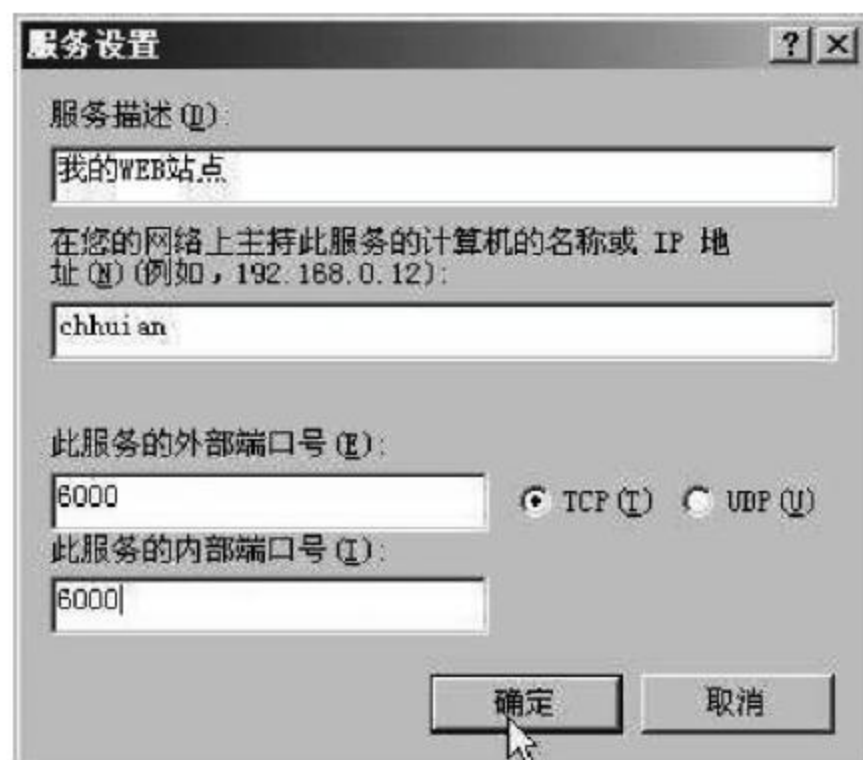 服务设置
服务描述(D):
我的WEB站点
在您的网络上主持此服务的计算机的名称或 IP 地
址(N)(例如，192.168.0.12):
chhuian
此服务的外部端口号(E):
6000
TCP(T) UDP(U)
此服务的内部端口号(I):
6000
确定 取消